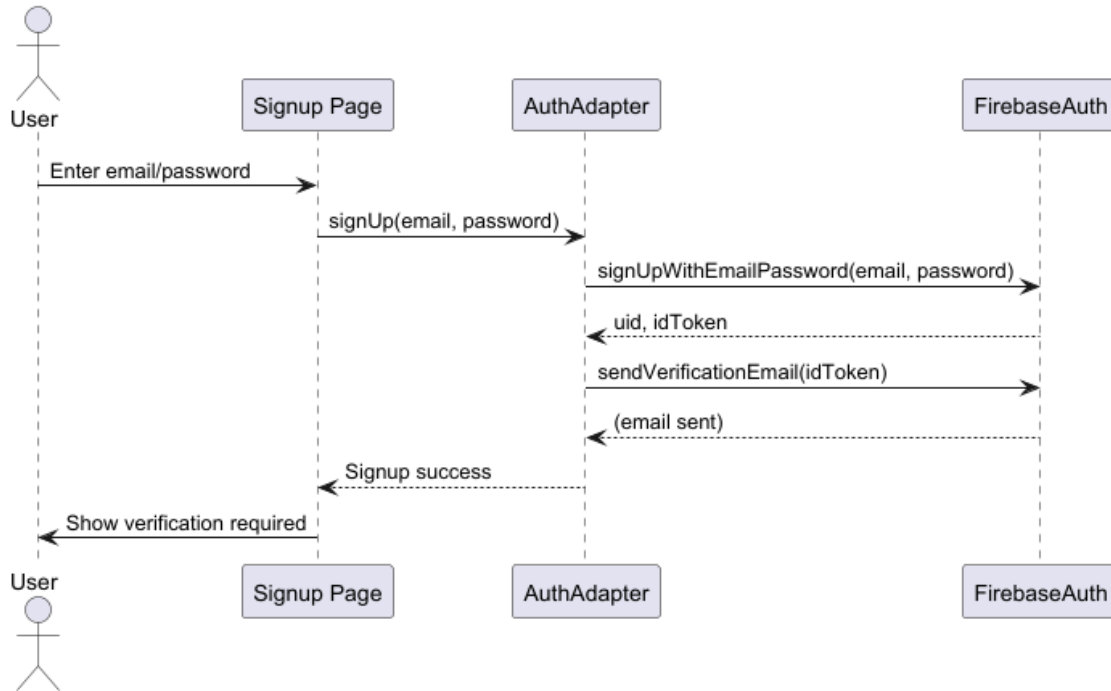 User
Signup Page
AuthAdapter
FirebaseAuth
Enter email/password
signUp(email, password)
signUpWithEmailPassword(email, password)
uid, idToken
sendVerificationEmail(idToken)
(email sent)
Signup success
Show verification required
User
Signup Page
AuthAdapter
FirebaseAuth